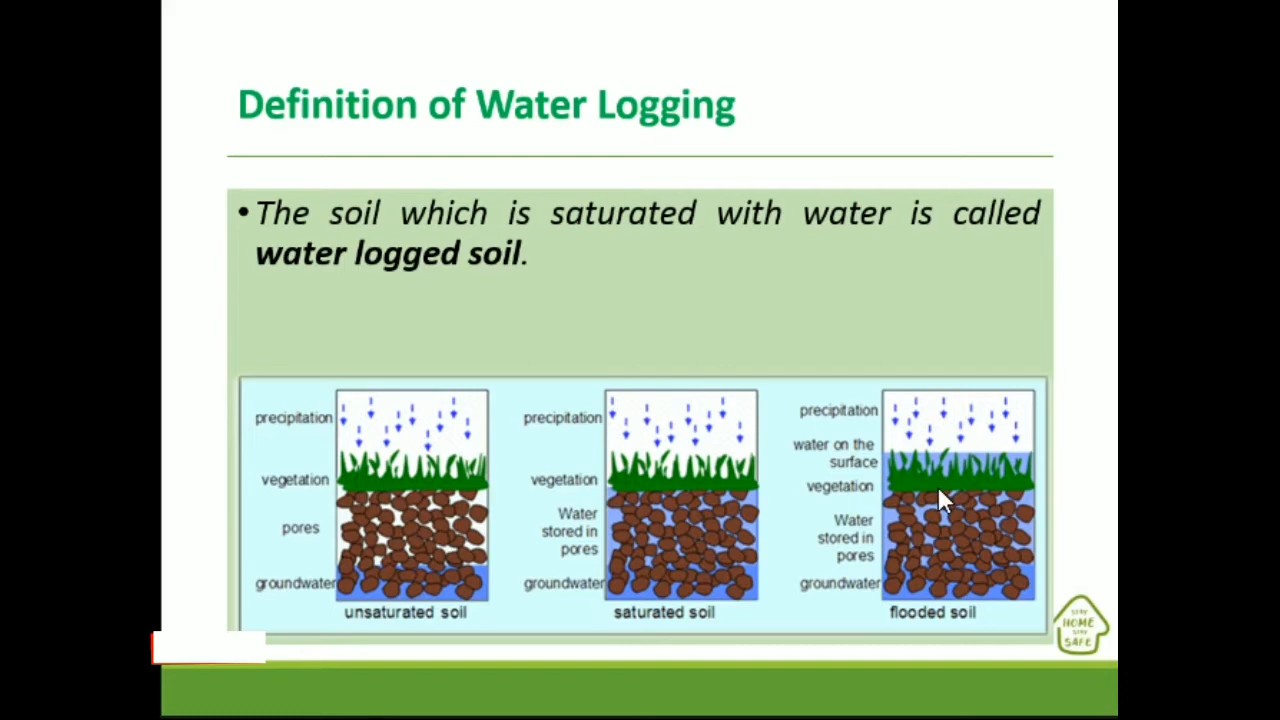 Definition of Water Logging
• The soil which is saturated with water is called
water logged soil.
precipitation
vegetation
pores
groundwater
unsaturated soil
precipitation
vegetation
Water
stored in
pores
groundwater
saturated soil
precipitation
water on the
surface
vegetation
Water
stored in
pores
groundwater
flooded soil
STAY
HOME
STAY
SAFE